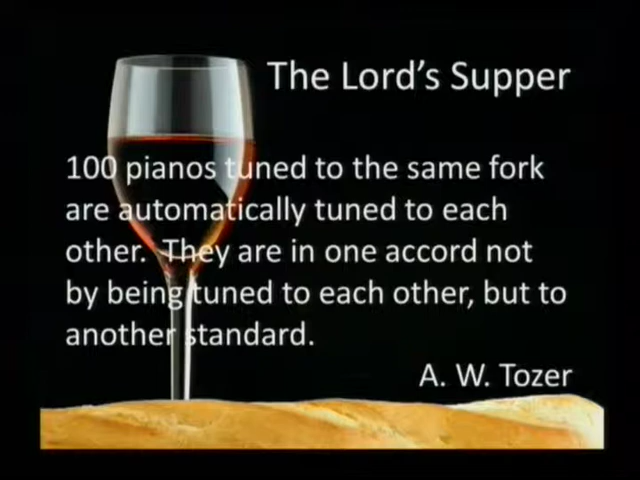 The Lord's Supper
100 pianos tuned to the same fork
are automatically tuned to each
other. They are in one accord not
by being tuned to each other, but to
another standard.
A. W. Tozer